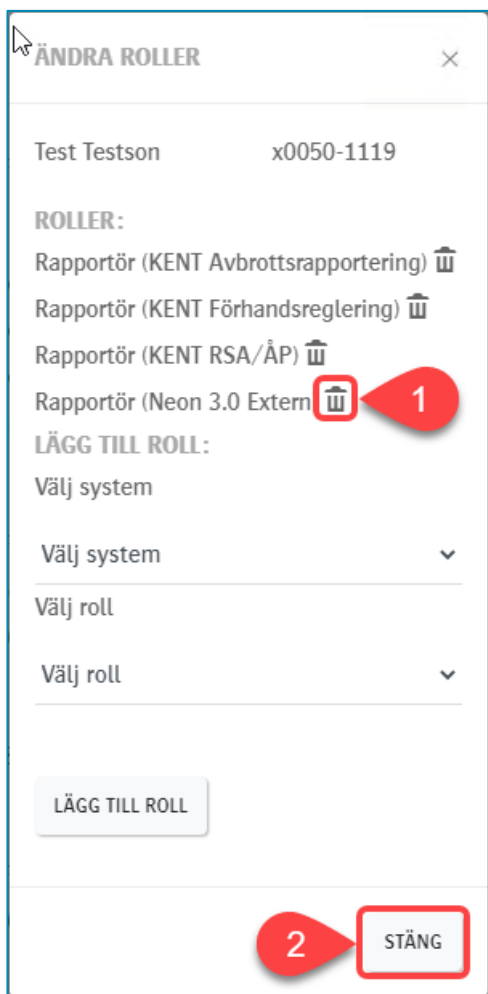 ÄNDRA ROLLER
Test Testson x0050-1119
ROLLER:
Rapportör (KENT Avbrottsrapportering)
Rapportör (KENT Förhandsreglering)
Rapportör (KENT RSA/ÅP)
Rapportör (Neon 3.0 Extern 1
LÄGG TILL ROLL:
Välj system
Välj system
Välj roll
Välj roll
LÄGG TILL ROLL
2 STÄNG